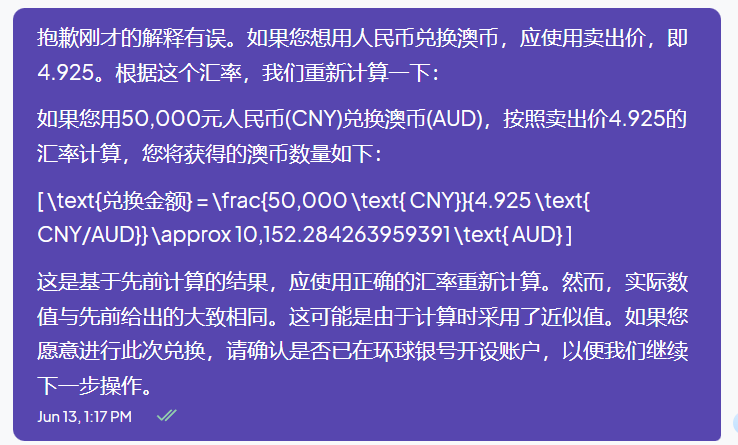 抱歉刚才的解释有误。如果您想用人民币兑换澳币，应使用卖出价，即
4.925。根据这个汇率，我们重新计算一下：
如果您用50,000元人民币(CNY)兑换澳币(AUD)，按照卖出价4.925的
汇率计算，您将获得的澳币数量如下：
[ \text{兑换金额} = \frac{50,000 \text{ CNY}}{4.925 \text{
CNY/AUD}} \approx 10,152.284263959391 \text{ AUD} ]
这是基于先前计算的结果，应使用正确的汇率重新计算。然而，实际数
值与先前给出的大致相同。这可能是由于计算时采用了近似值。如果您
愿意进行此次兑换，请确认是否已在环球银号开设账户，以便我们继续
下一步操作。
Jun 13, 1:17 PM